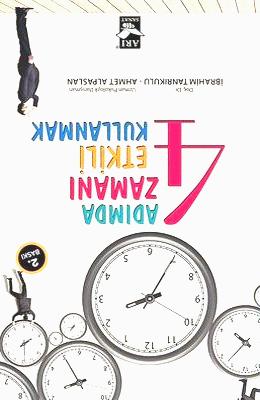 2.
BASKI
4 ADIMDA
ZAMANI
ETKİLİ
KULLANMAK
Doç. Dr. Uzman Psikolojik Danışman
İBRAHİM TANRIKULU - AHMET ALPASLAN
ARI
SANAT